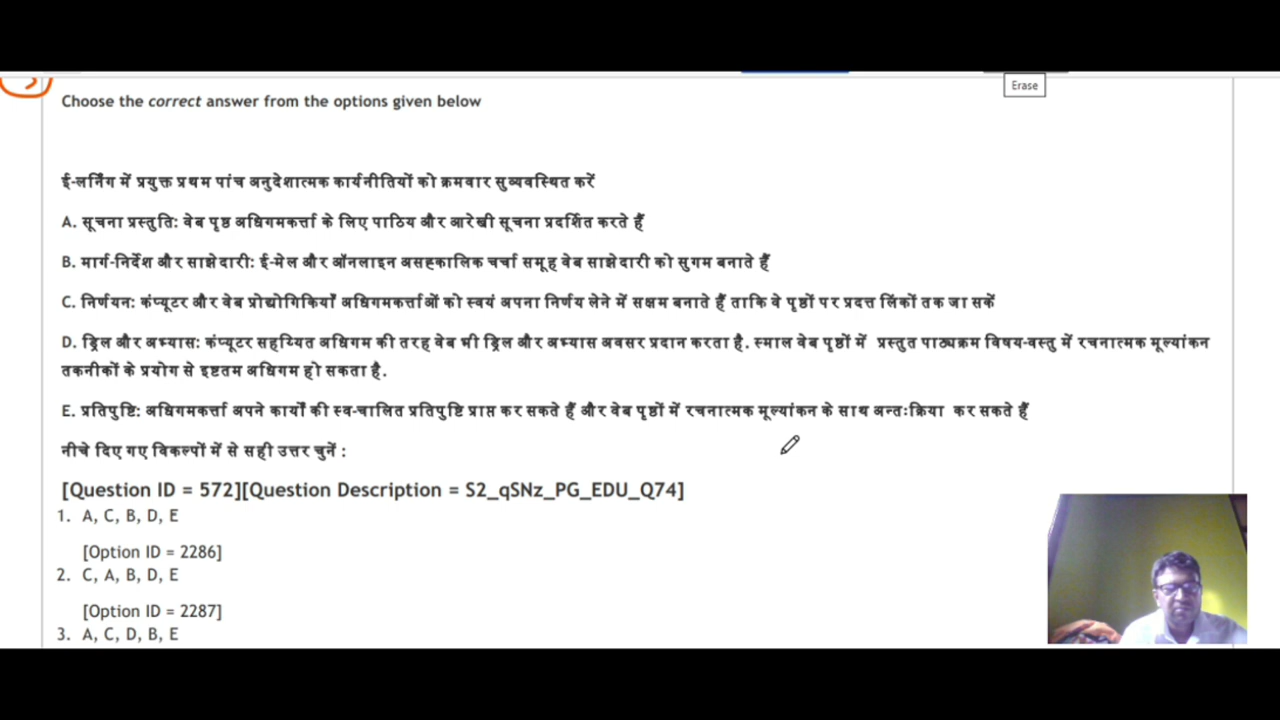 Erase
Choose the correct answer from the options given below
ई-लर्निंग में प्रयुक्त प्रथम पांच अनुदेशात्मक कार्यनीतियों को क्रमवार सुव्यवस्थित करें
A. सूचना प्रस्तुति: वेब पृष्ठ अधिगमकर्त्ता के लिए पाठिय और आरेखी सूचना प्रदर्शित करते हैं
B. मार्ग-निर्देश और साझेदारी: ई-मेल और ऑनलाइन असह्कालिक चर्चा समूह वेब साझेदारी को सुगम बनाते हैं
C. निर्णयन: कंप्यूटर और वेब प्रोद्योगिकियाँ अधिगमकर्त्ताओं को स्वयं अपना निर्णय लेने में सक्षम बनाते हैं ताकि वे पृष्ठों पर प्रदत्त लिंकों तक जा सकें
D. ड्रिल और अभ्यास: कंप्यूटर सहय्यित अधिगम की तरह वेब भी ड्रिल और अभ्यास अवसर प्रदान करता है. स्माल वेब पृष्ठों में प्रस्तुत पाठ्यक्रम विषय-वस्तु में रचनात्मक मूल्यांकन
तकनीकों के प्रयोग से इष्टतम अधिगम हो सकता है.
E. प्रतिपुष्टि: अधिगमकर्त्ता अपने कार्यों की स्व-चालित प्रतिपुष्टि प्राप्त कर सकते हैं और वेब पृष्ठों में रचनात्मक मूल्यांकन के साथ अन्तःक्रिया कर सकते हैं
नीचे दिए गए विकल्पों में से सही उत्तर चुनें :
[Question ID = 572][Question Description = S2_qSNz_PG_EDU_Q74]
1. A, C, B, D, E
[Option ID = 2286]
2. C, A, B, D, E
[Option ID = 2287]
3. A, C, D, B, E